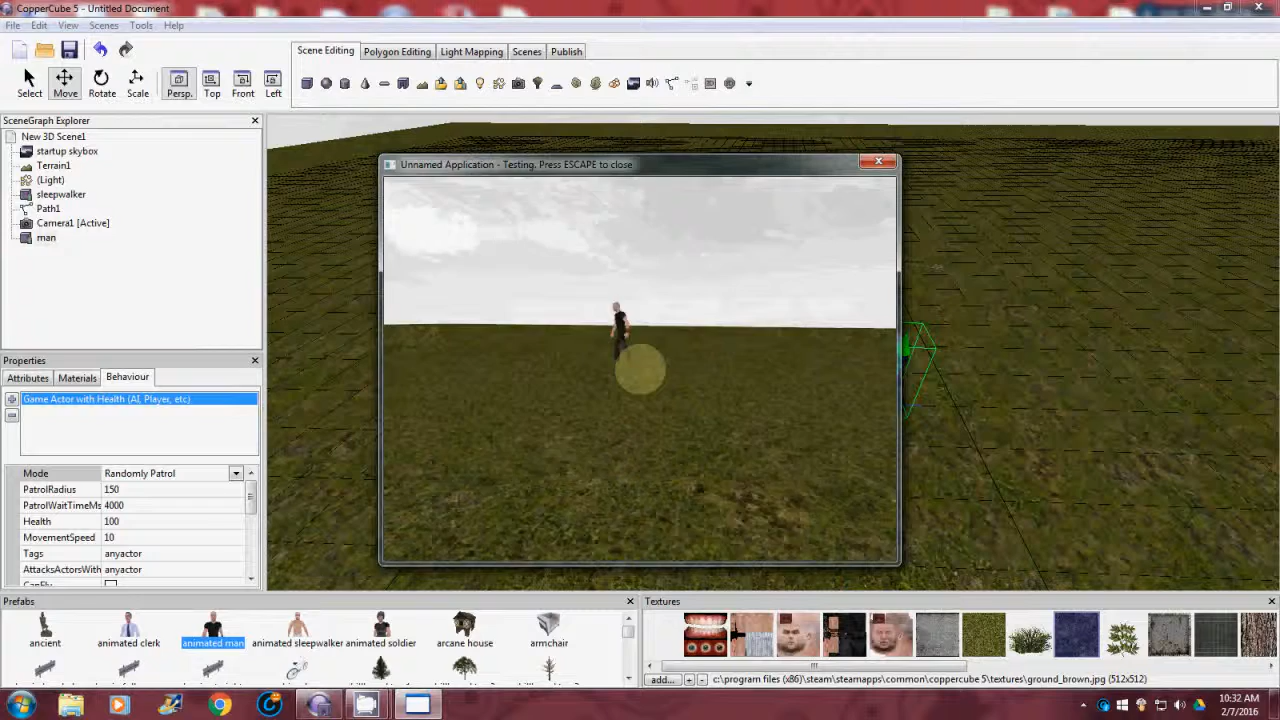 CopperCube 5 - Untitled Document
File Edit View Scenes Tools Help
Scene Editing Polygon Editing Light Mapping Scenes Publish
Select Move Rotate Scale Persp. Top Front Left
SceneGraph Explorer
New 3D Scene1
startup skybox
Terrain1
(Light)
sleepwalker
Path1
Camera1 [Active]
man
Unnamed Application - Testing. Press ESCAPE to close
Properties
Attributes Materials Behaviour
Game Actor with Health (AI, Player, etc)
Mode Randomly Patrol
PatrolRadius 150
PatrolWaitTimeMs 4000
Health 100
MovementSpeed 10
Tags anyactor
AttacksActorsWith anyactor
CanFly
Prefabs
ancient animated clerk animated man animated sleepwalker animated soldier arcane house armchair
Textures
add... + - c:\program files (x86)\steam\steamapps\common\coppercube 5\textures\ground_brown.jpg (512x512)
10:32 AM
2/7/2016